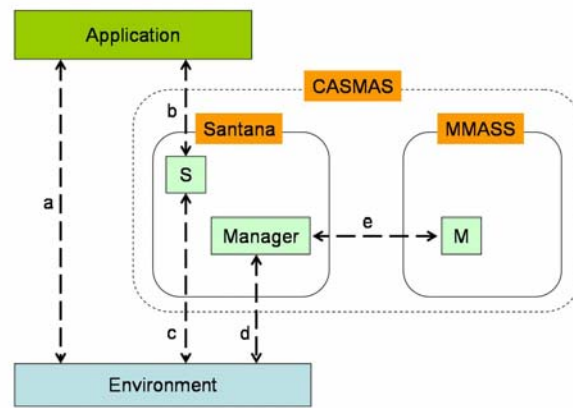 Application
CASMAS
b
Santana
MMASS
S
a
Manager
e
M
c
d
Environment